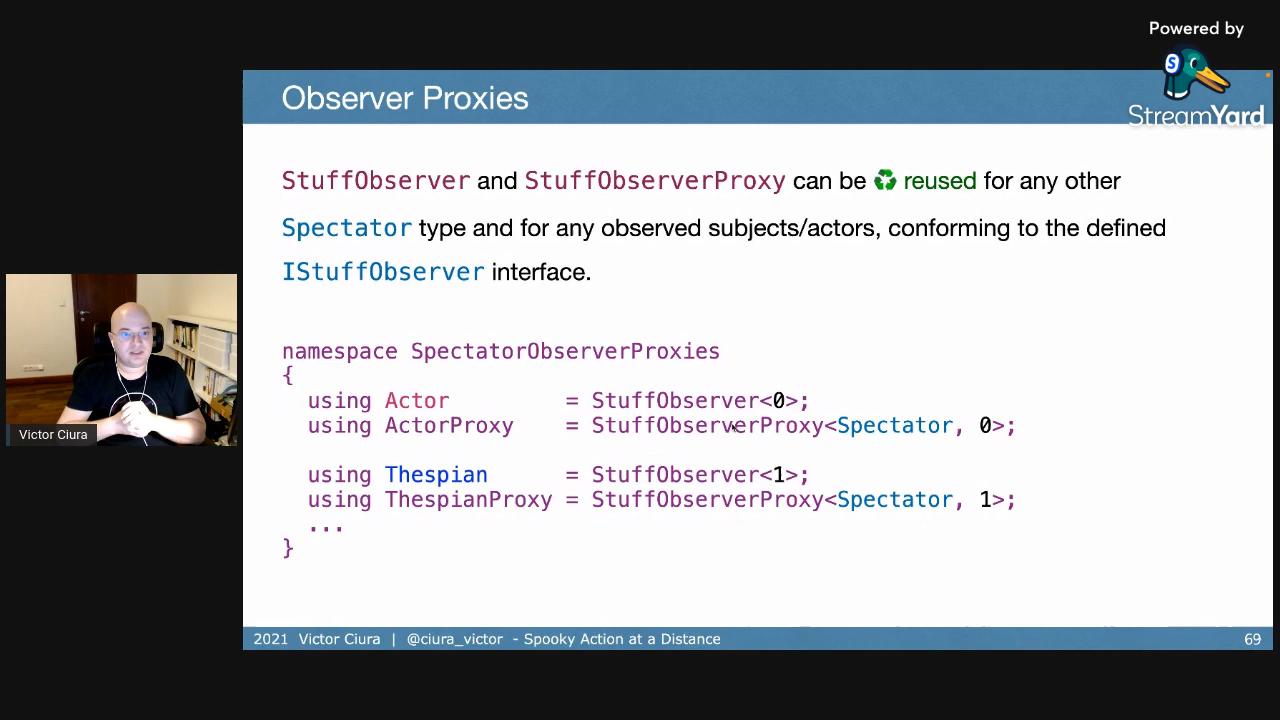 Powered by
StreamYard
Observer Proxies
StuffObserver and StuffObserverProxy can be ♻ reused for any other
Spectator type and for any observed subjects/actors, conforming to the defined
IStuffObserver interface.
namespace SpectatorObserverProxies
{
using Actor = StuffObserver<0>;
using ActorProxy = StuffObserverProxy<Spectator, 0>;
using Thespian = StuffObserver<1>;
using ThespianProxy = StuffObserverProxy<Spectator, 1>;
...
}
Victor Ciura
2021 Victor Ciura | @ciura_victor - Spooky Action at a Distance 69